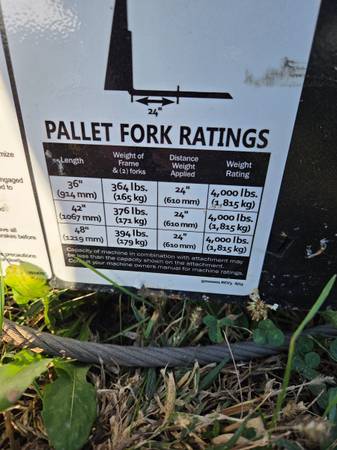 24"
PALLET FORK RATINGS
Length Weight of Frame & (2) forks Distance Weight Applied Weight Rating
36" (914 mm) 364 lbs. (165 kg) 24" (610 mm) 4,000 lbs. (1,815 kg)
42" (1067 mm) 376 lbs. (171 kg) 24" (610 mm) 4,000 lbs. (1,815 kg)
48" (1219 mm) 394 lbs. (179 kg) 24" (610 mm) 4,000 lbs. (1,815 kg)
Capacity of machine in combination with attachment may
be less than the capacity shown on the attachment.
your machine owners manual for machine ratings.